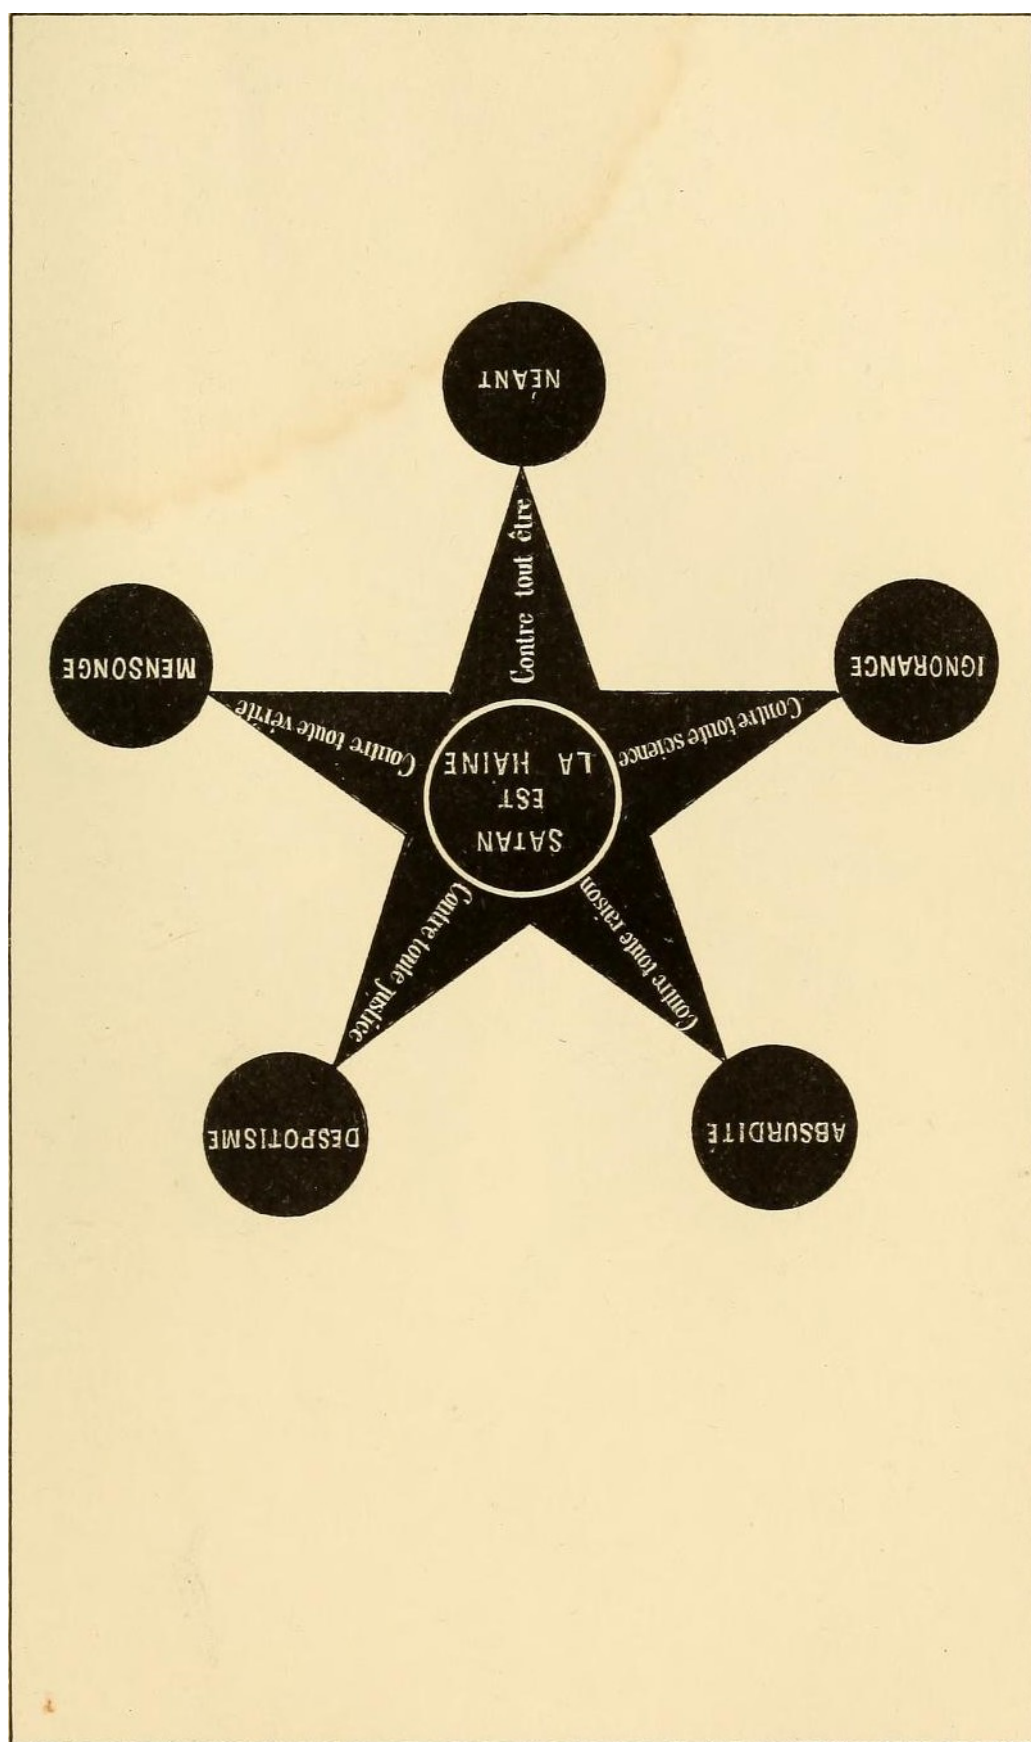 SATAN
EST
LA HAINE
Contre toute raison
ABSURDITÉ
Contre toute justice
DESPOTISME
Contre toute science
IGNORANCE
Contre toute vérité
MENSONGE
Contre tout être
NÉANT